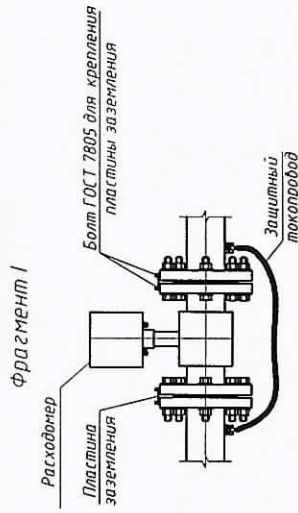 Фрагмент I
Расходомер
Пластина
заземления
Болт ГОСТ 7805 для крепления
пластины заземления
Защитный
токопровод